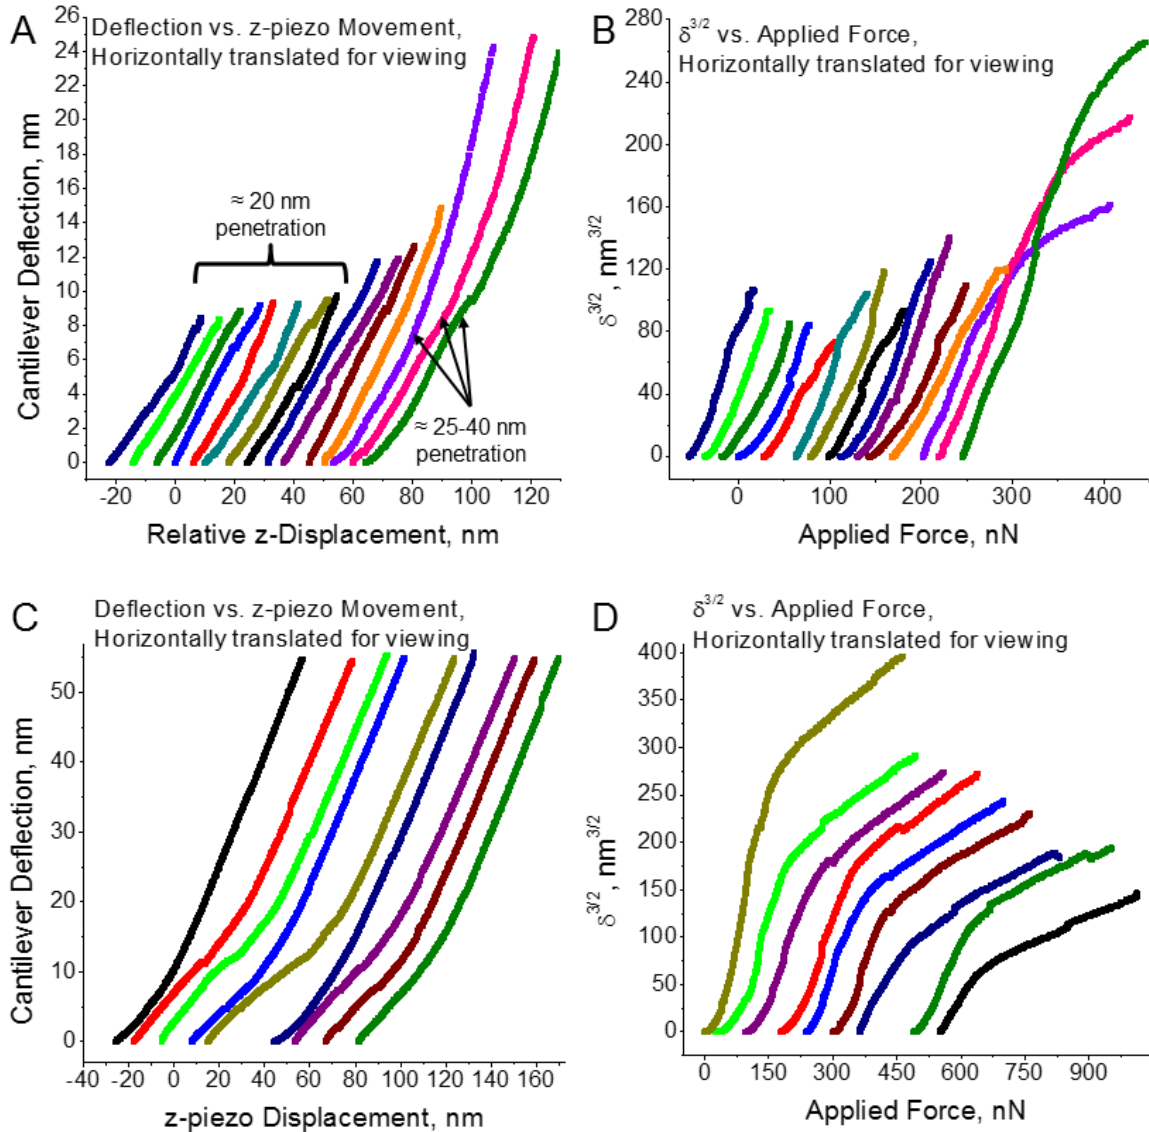 A
Deflection vs. z-piezo Movement,
Horizontally translated for viewing
26
24
22
20
18
16
14
12
10
8
6
4
2
0
Cantilever Deflection, nm
≈ 20 nm
penetration
≈ 25-40 nm
penetration
-20 0 20 40 60 80 100 120
Relative z-Displacement, nm
B
δ3/2 vs. Applied Force,
Horizontally translated for viewing
280
240
200
160
120
80
40
0
δ3/2, nm3/2
0 100 200 300 400
Applied Force, nN
C
Deflection vs. z-piezo Movement,
Horizontally translated for viewing
50
40
30
20
10
0
Cantilever Deflection, nm
-40 -20 0 20 40 60 80 100 120 140 160
z-piezo Displacement, nm
D
δ3/2 vs. Applied Force,
Horizontally translated for viewing
400
350
300
250
200
150
100
50
0
δ3/2, nm3/2
0 150 300 450 600 750 900
Applied Force, nN